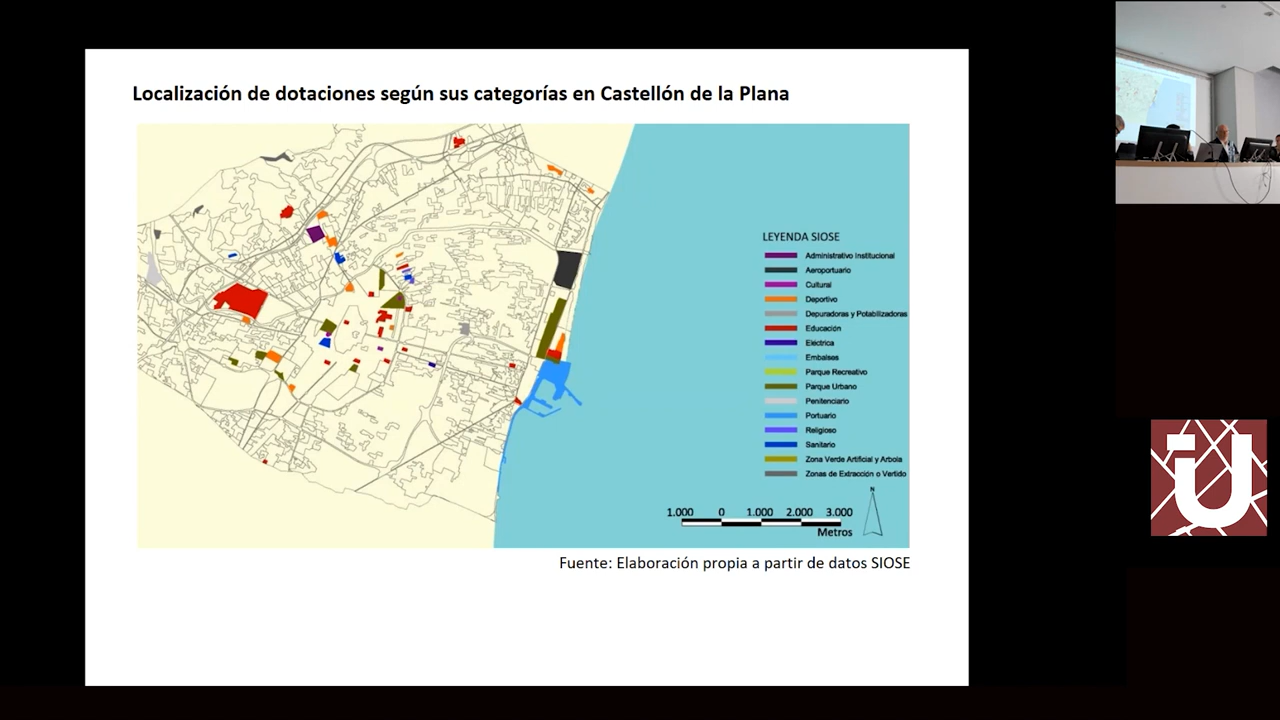 Localización de dotaciones según sus categorías en Castellón de la Plana
LEYENDA SIOSE
Administrativo Institucional
Aeroportuario
Cultural
Deportivo
Depuradoras y Potabilizadoras
Educación
Eléctrica
Embalses
Parque Recreativo
Parque Urbano
Penitenciario
Portuario
Religioso
Sanitario
Zona Verde Artificial y Arbola
Zonas de Extracción o Vertido
N
1.000 0 1.000 2.000 3.000
Metros
Fuente: Elaboración propia a partir de datos SIOSE
U